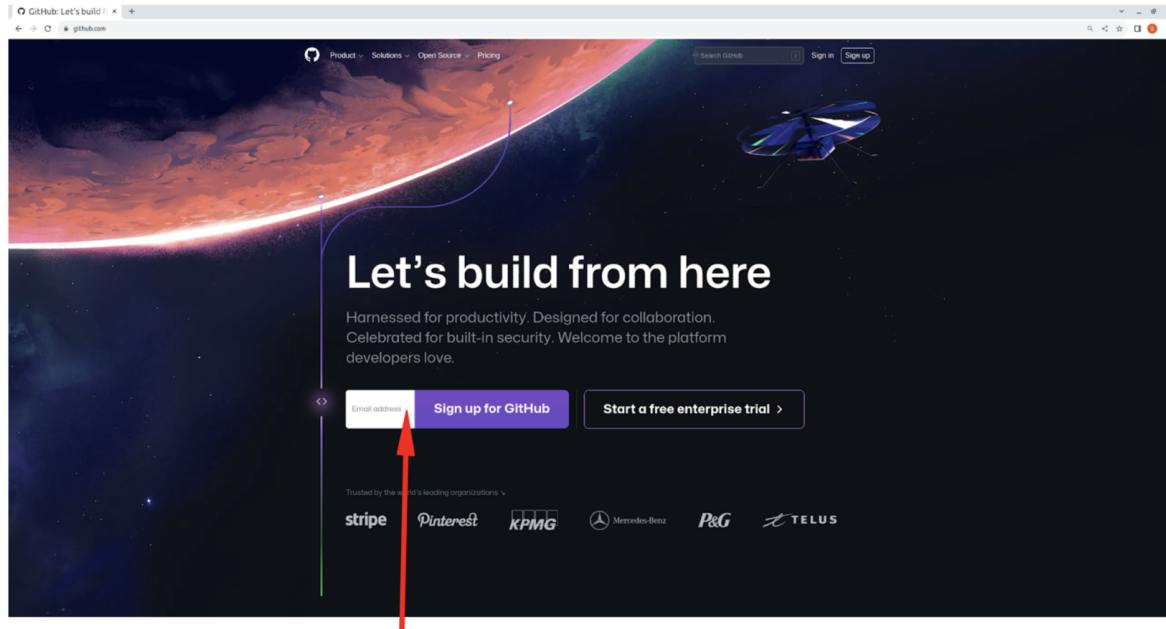 GitHub: Let's build f
github.com
Product Solutions Open Source Pricing Search GitHub / Sign in Sign up
Let's build from here
Harnessed for productivity. Designed for collaboration.
Celebrated for built-in security. Welcome to the platform
developers love.
Email address Sign up for GitHub Start a free enterprise trial
Trusted by the world's leading organizations
stripe Pinterest KPMG Mercedes-Benz P&G TELUS